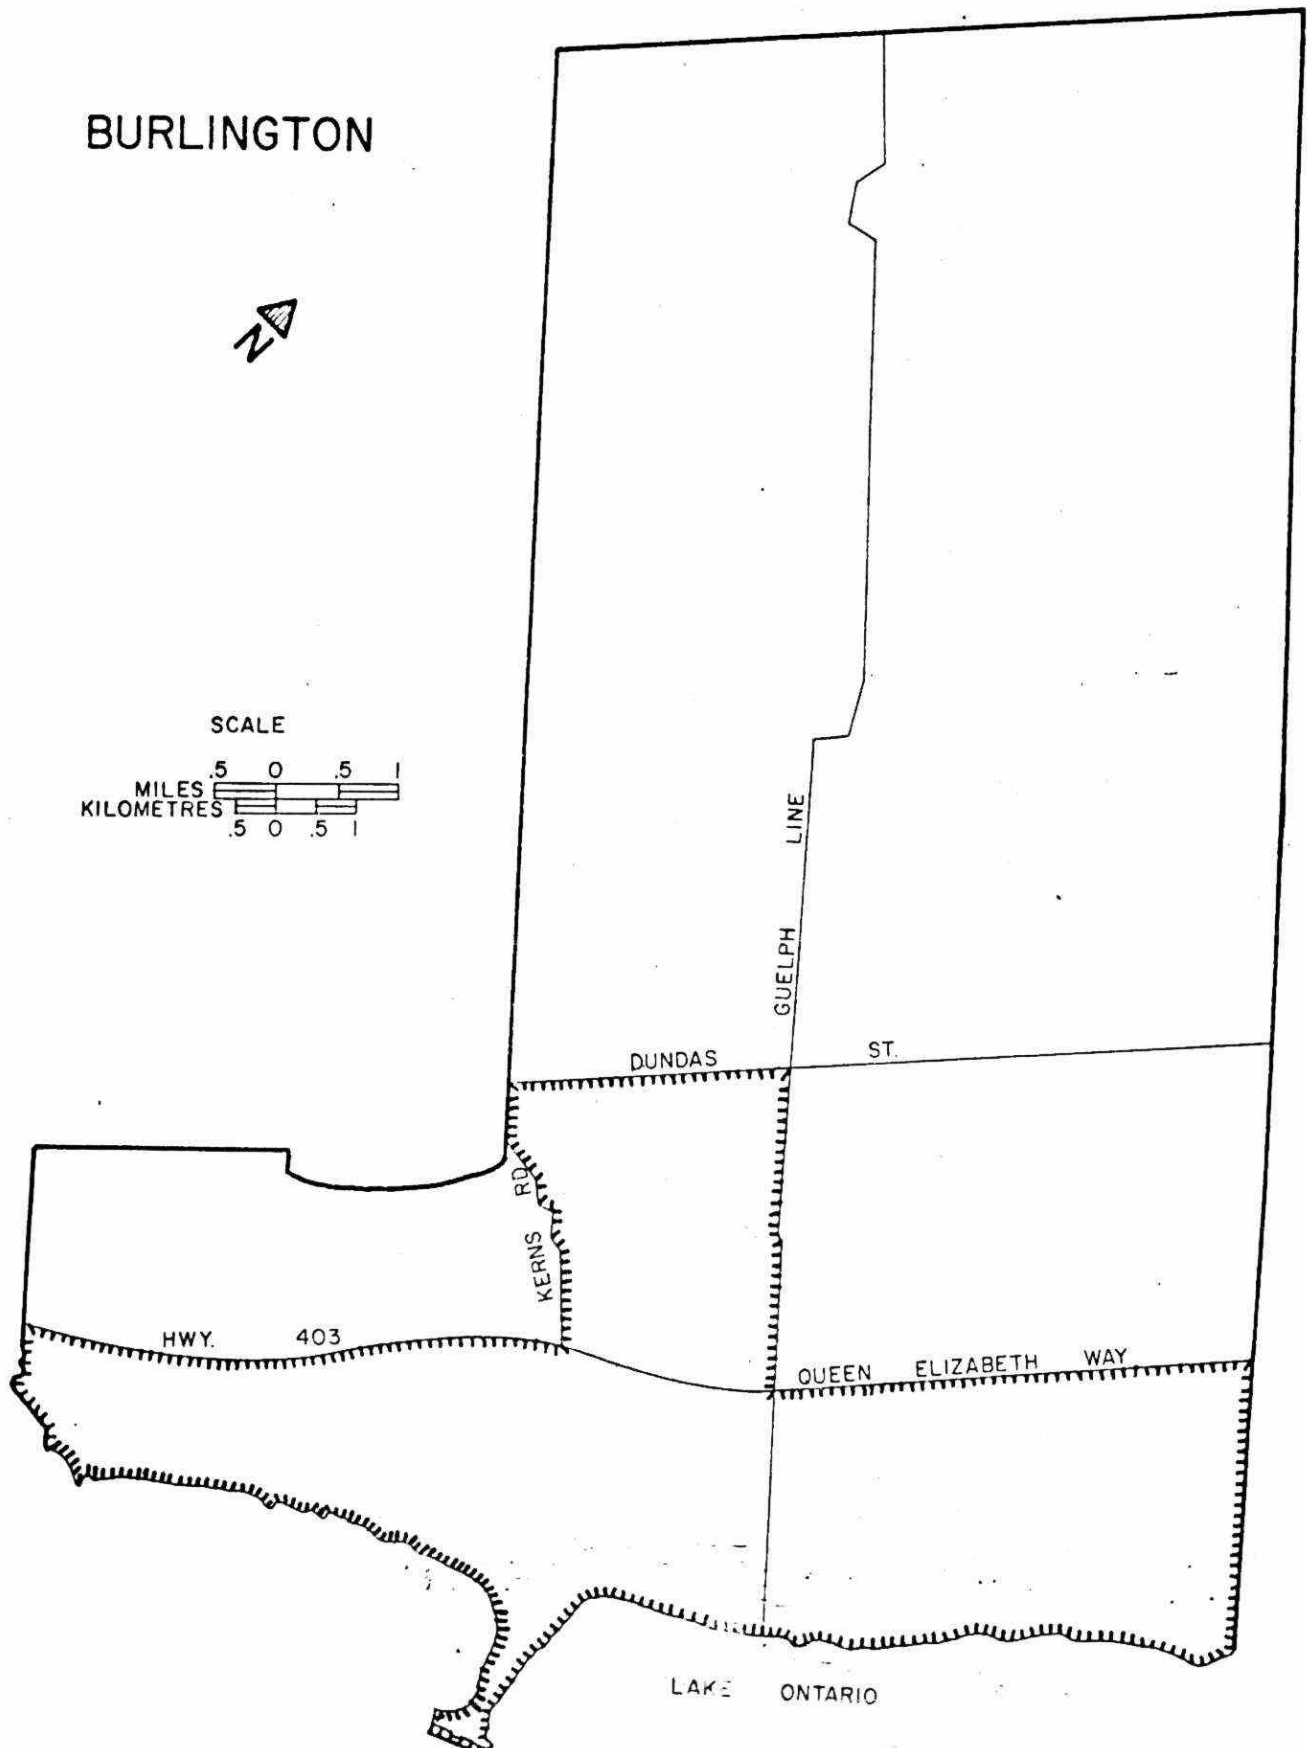 BURLINGTON
N
SCALE
.5 0 .5 1
MILES
KILOMETRES
.5 0 .5 1
GUELPH LINE
DUNDAS ST.
KERNS RD
HWY. 403
QUEEN ELIZABETH WAY
LAKE ONTARIO